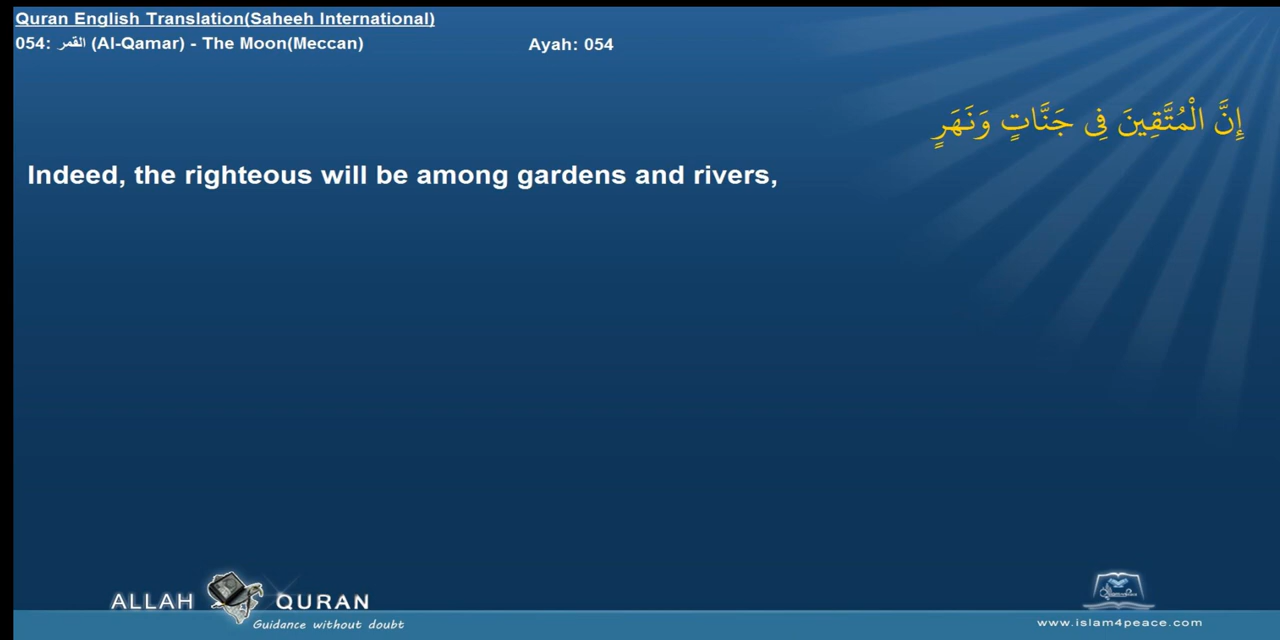 Quran English Translation(Saheeh International)
054: القمر (Al-Qamar) - The Moon(Meccan) Ayah: 054
إِنَّ الْمُتَّقِينَ فِى جَنَّاتٍ وَنَهَرٍ
Indeed, the righteous will be among gardens and rivers,
ALLAH QURAN
Guidance without doubt
www.islam4peace.com